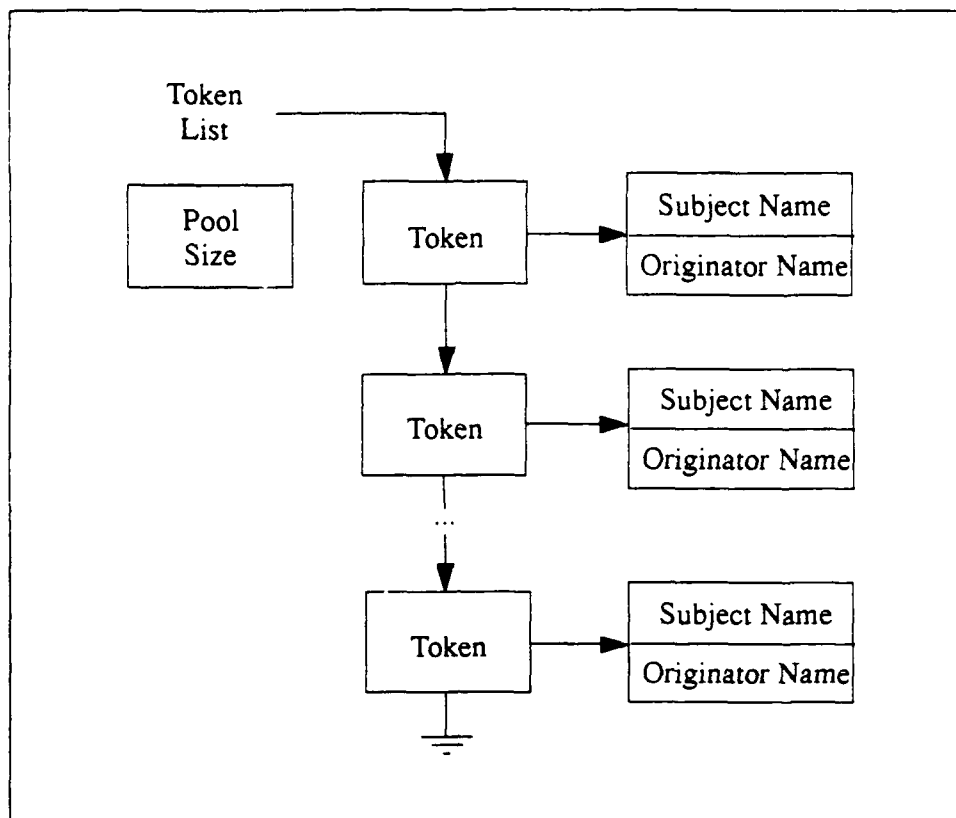 Token
List
Pool
Size
Token
Subject Name
Originator Name
Token
Subject Name
Originator Name
...
Token
Subject Name
Originator Name